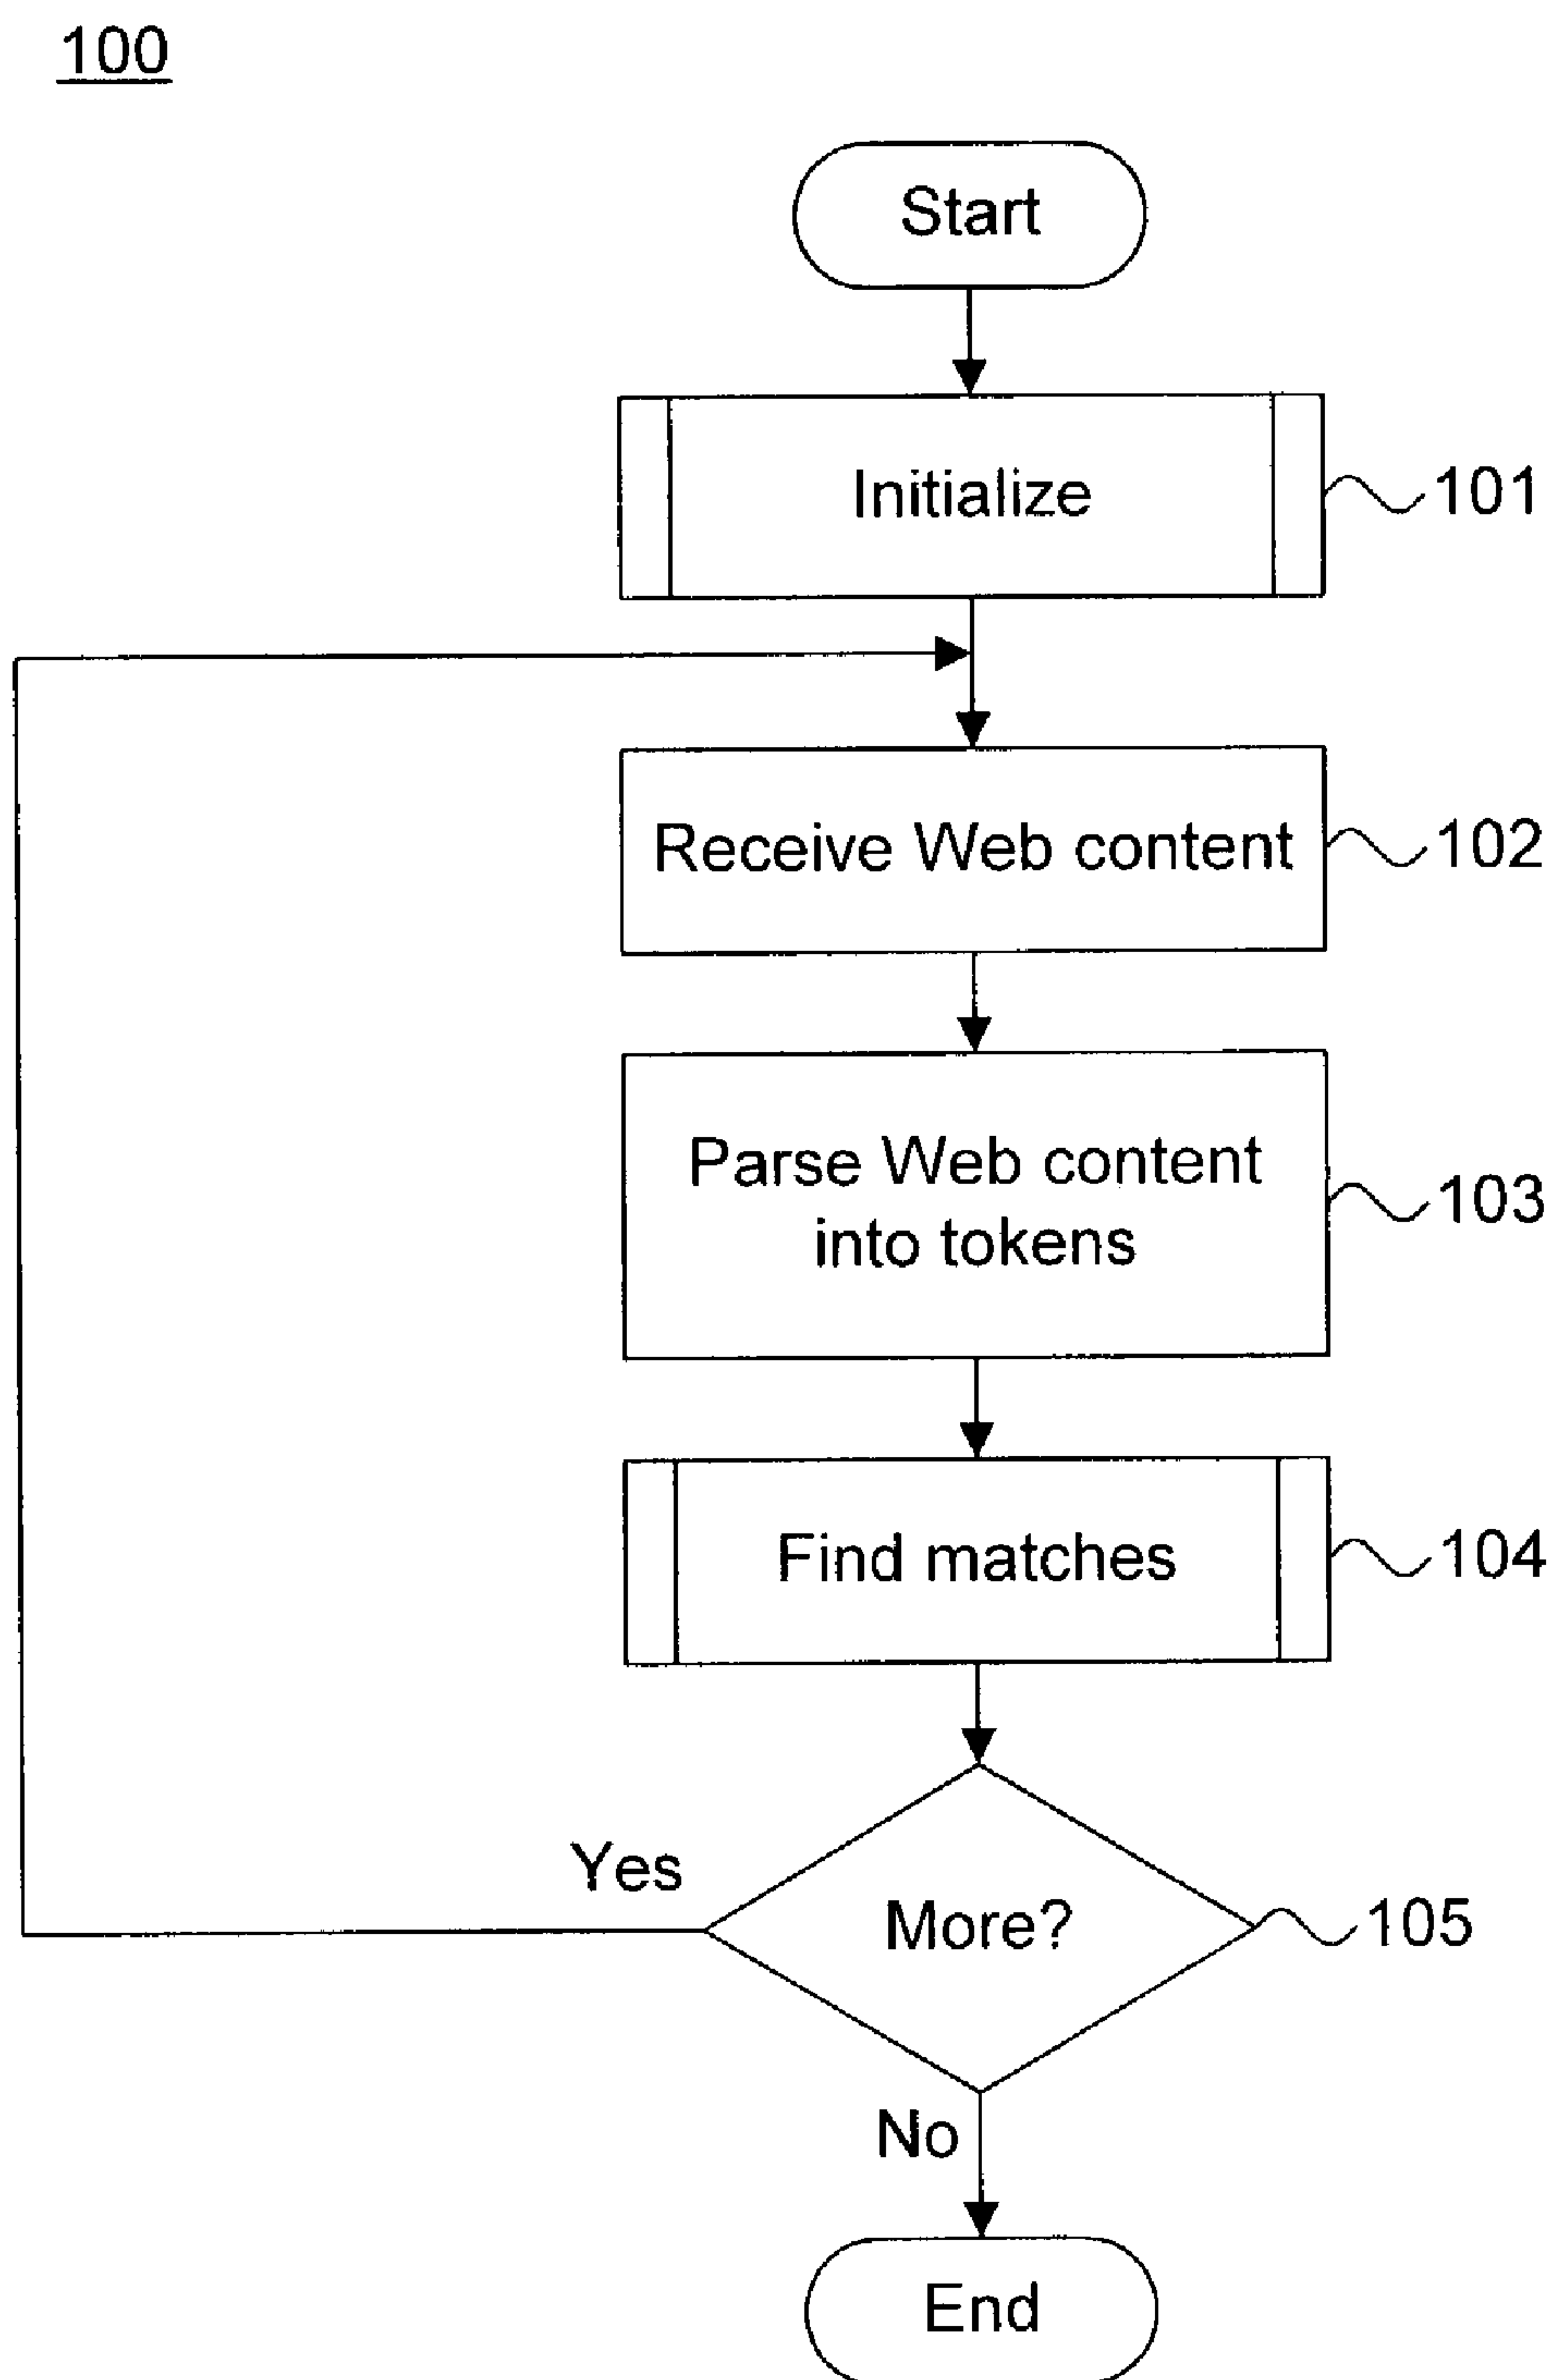 100
Start
Initialize
101
Receive Web content
102
Parse Web content
into tokens
103
Find matches
104
Yes
More?
105
No
End